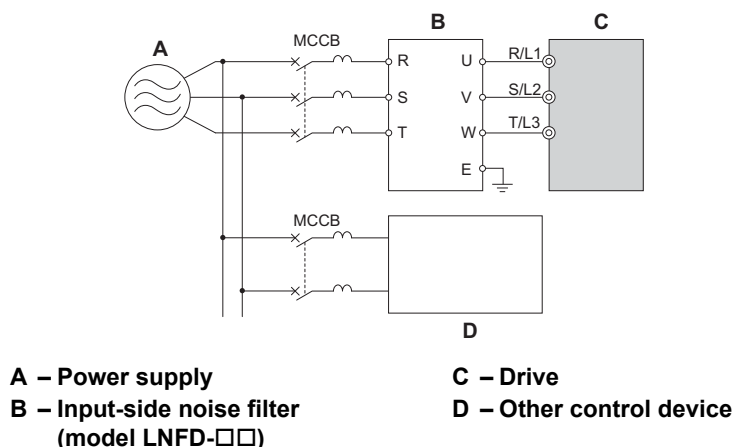 A
B
C
MCCB
R U R/L1
S V S/L2
T W T/L3
E
MCCB
D
A – Power supply
B – Input-side noise filter
(model LNFD-□□)
C – Drive
D – Other control device